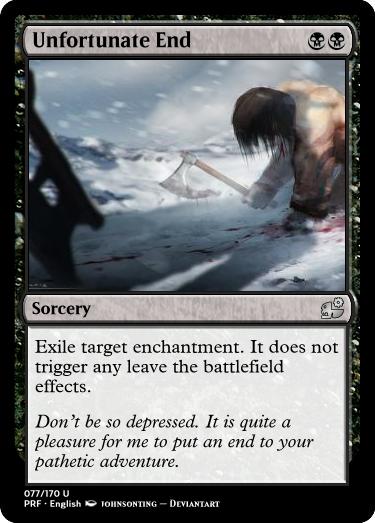 Unfortunate End
Sorcery
Exile target enchantment. It does not
trigger any leave the battlefield
effects.
Don't be so depressed. It is quite a
pleasure for me to put an end to your
pathetic adventure.
077/170 U
PRF • English JOHNSONTING — DEVIANTART